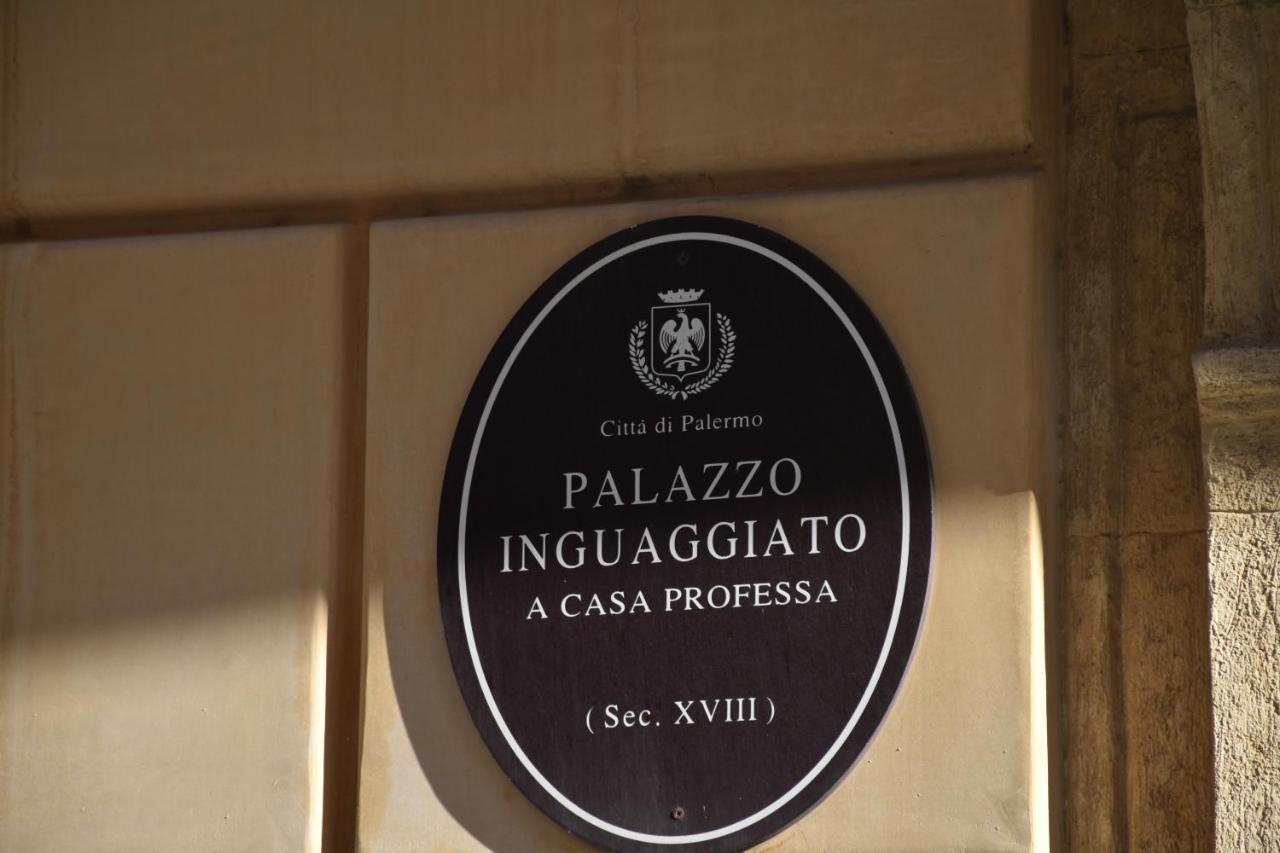 Cittá di Palermo
PALAZZO
INGUAGGIATO
A CASA PROFESSA
( Sec. XVIII )